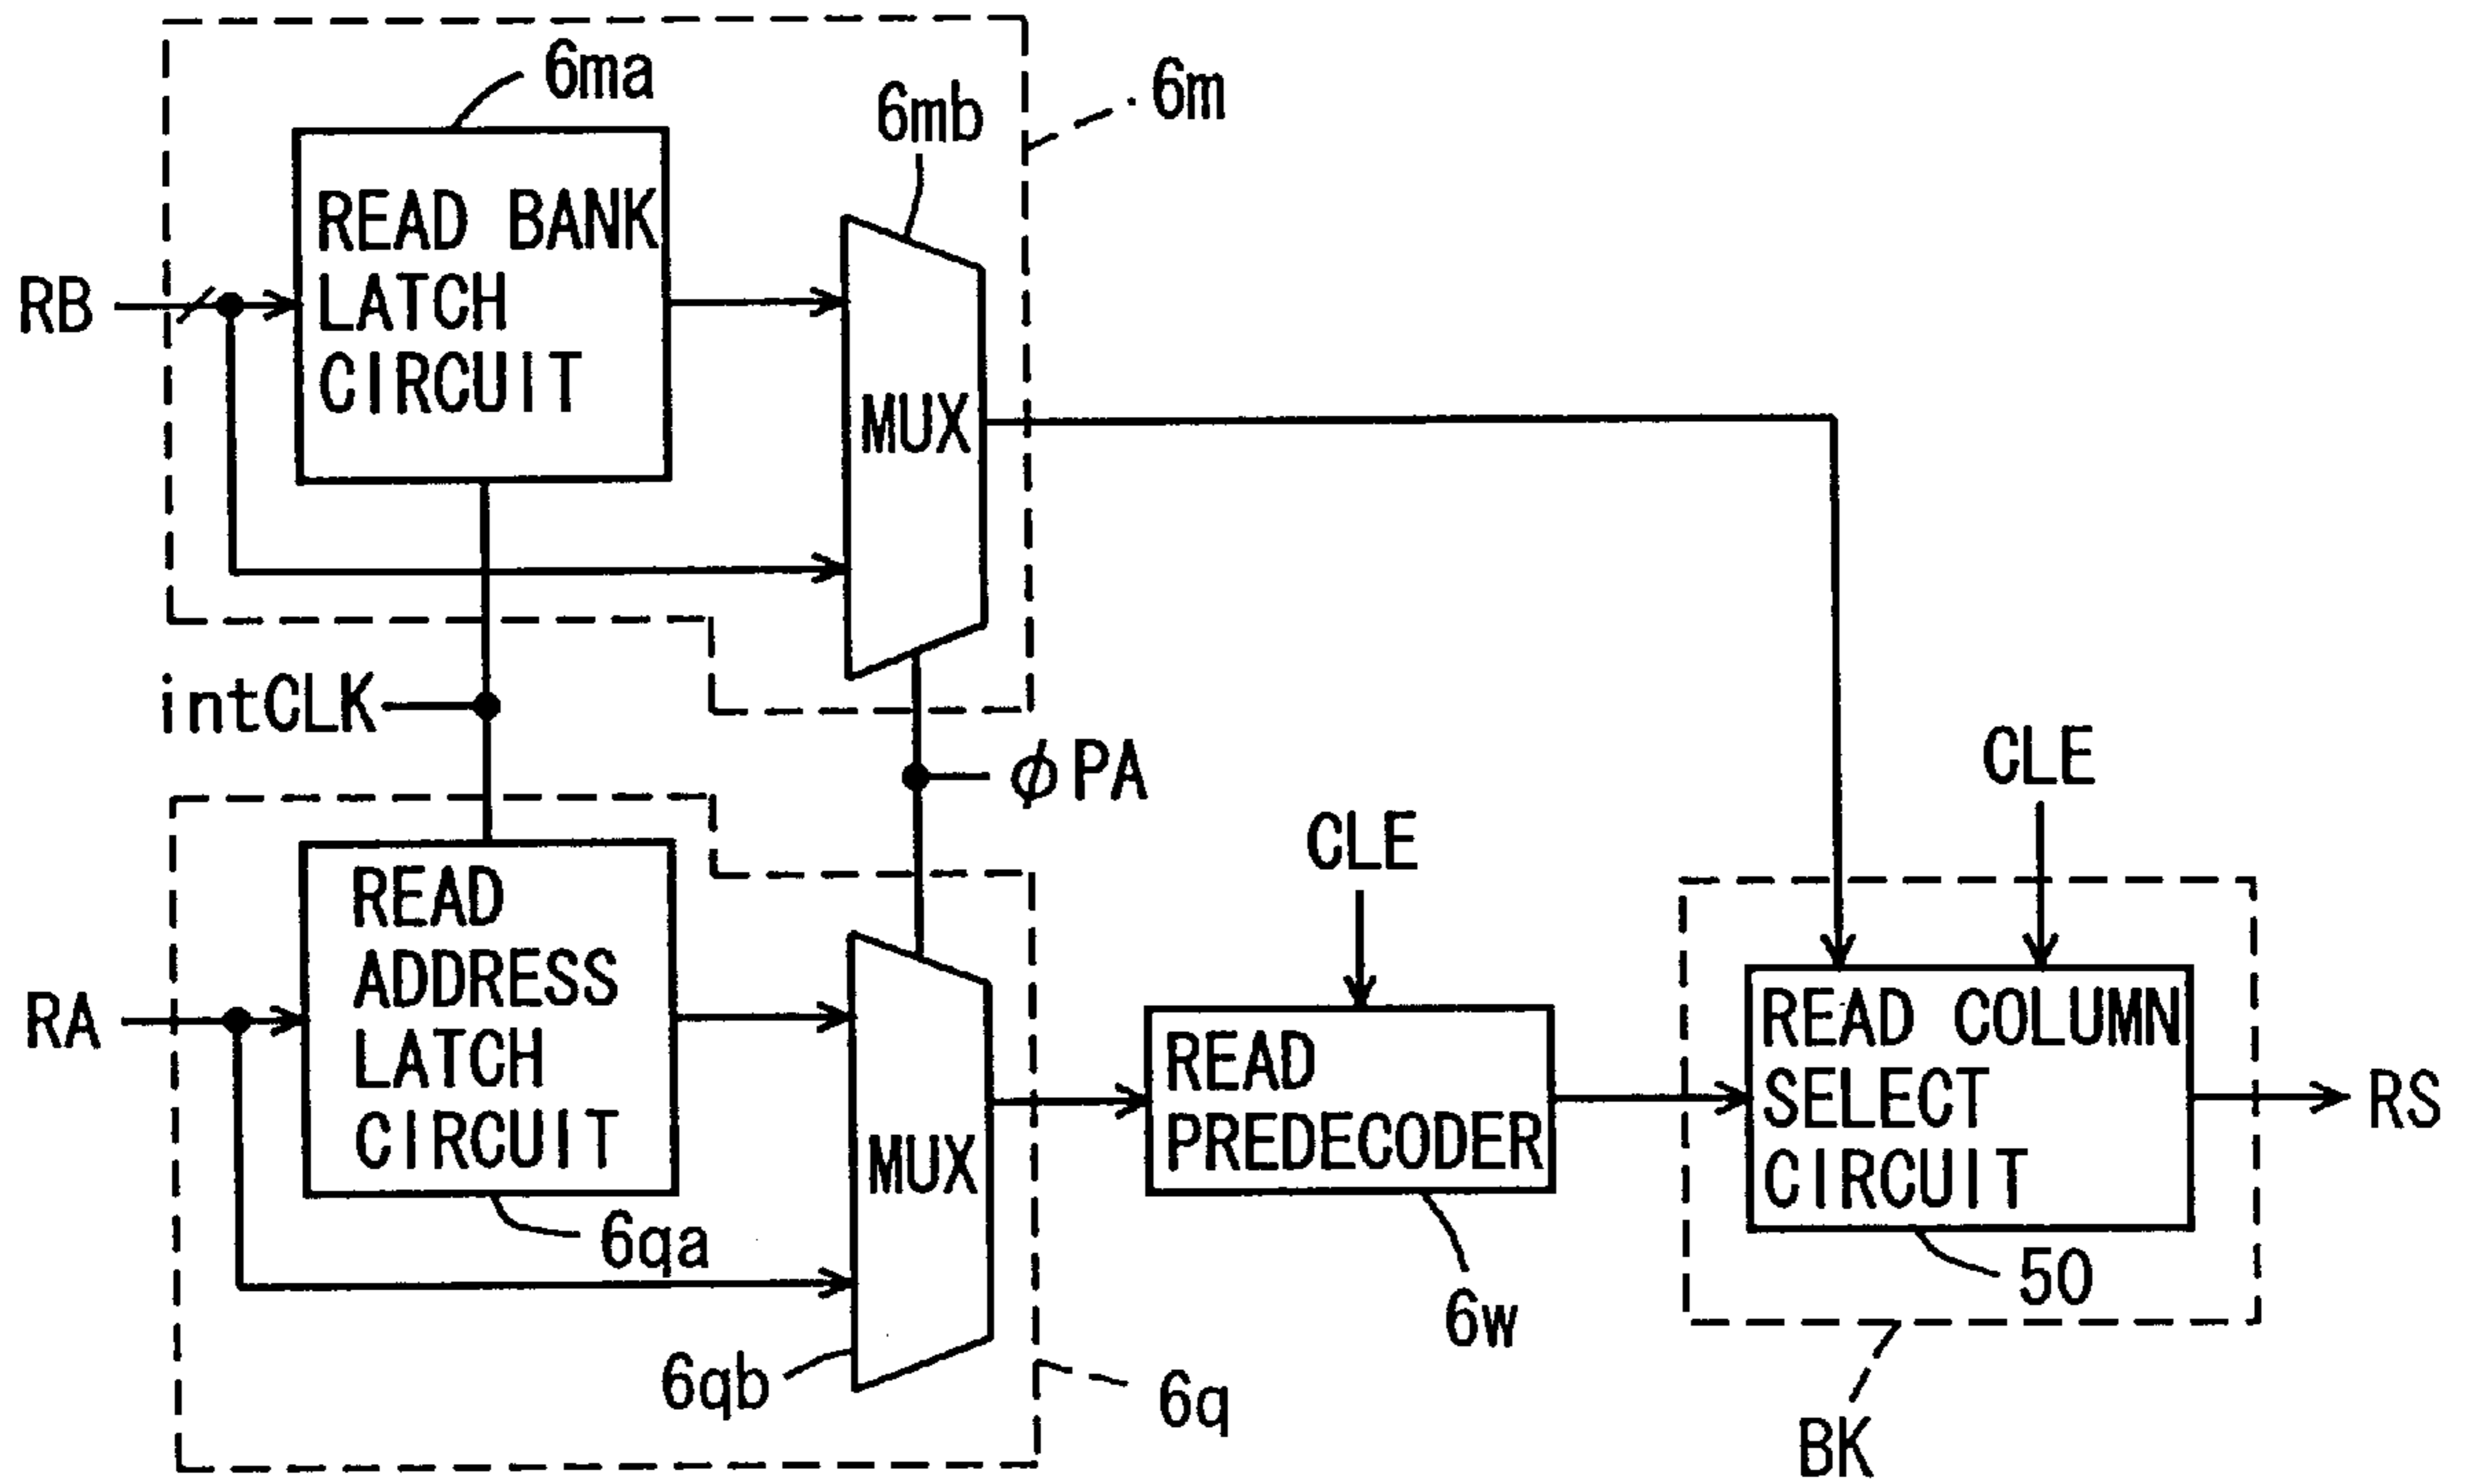 6ma
6mb
6m
READ BANK
LATCH
CIRCUIT
RB
MUX
intCLK
φPA
CLE
CLE
READ
ADDRESS
LATCH
CIRCUIT
RA
MUX
READ
PREDECODER
READ COLUMN
SELECT
CIRCUIT
RS
6qa
50
6w
6qb
6q
BK